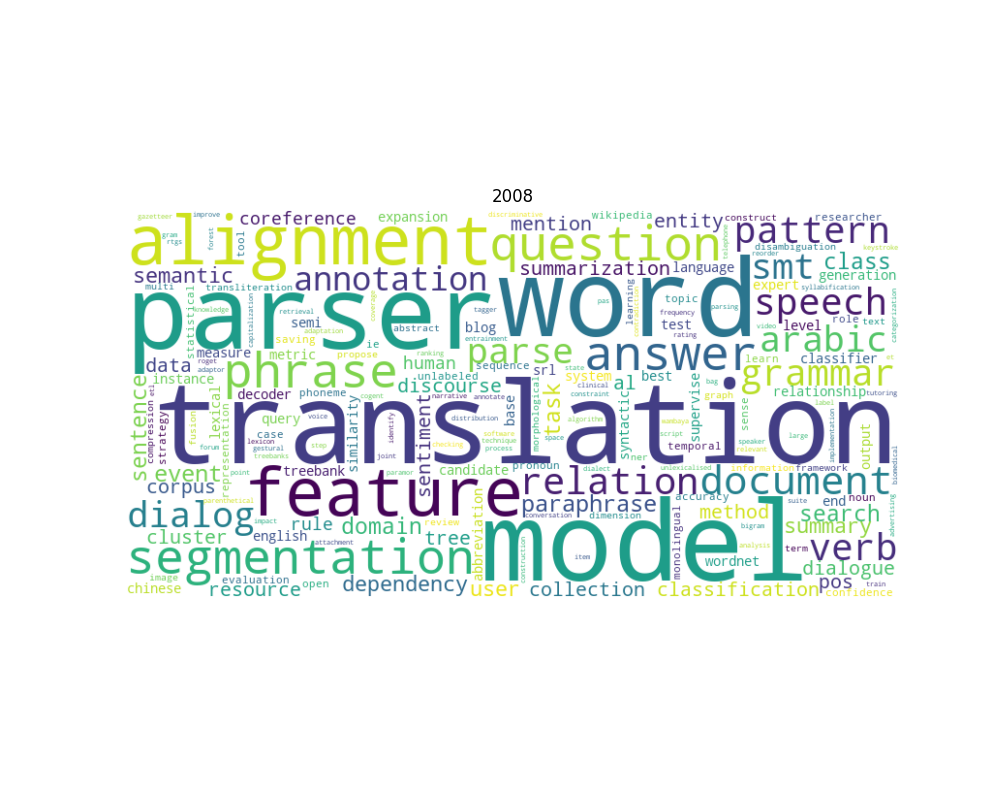 2008
gazetteer improve coreference expansion discriminative wikipedia entity construct researcher
gram rtgs forest tool alignment question mention telephone pattern disambiguation keystroke reorder
semantic annotation summarization language smt class
multi transliteration expert generation
statistical knowledge capitalization retrieval parser coverage tagger word pas learning contradiction topic parsing speech syllabification categorization
saving semi adaptation abstract blog entrainment frequency test rating level role text
measure metric propose ie parse answer video arabic
data roget adaptor phrase human ranking sequence state best bag learn classifier
instance decoder unlabeled srl system al graph relationship tutoring
discourse task clinical constraint
sentence compression esi strategy fusion lexical query phoneme cogent narrative annotate base distribution morphological syntactic supervise wambaya sense label implementation large output biomedical
representation lexicon case voice step similarity joint identify translation sentiment checking software technique process space algorithm dialect ner script speaker relevant temporal
forum gestural treebanks
event point treebank paramor candidate pronoun unlexicalised information framework
corpus parenthetical feature relation document end noun
dialog impact rule domain review abbreviation paraphrase conversation dimension accuracy monolingual method suite search advertising
cluster english attachment tree model bigram summary
segmentation construction item wordnet analysis term verb
image evaluation open dependency dialogue
chinese resource user collection classification pos train confidence
grammar